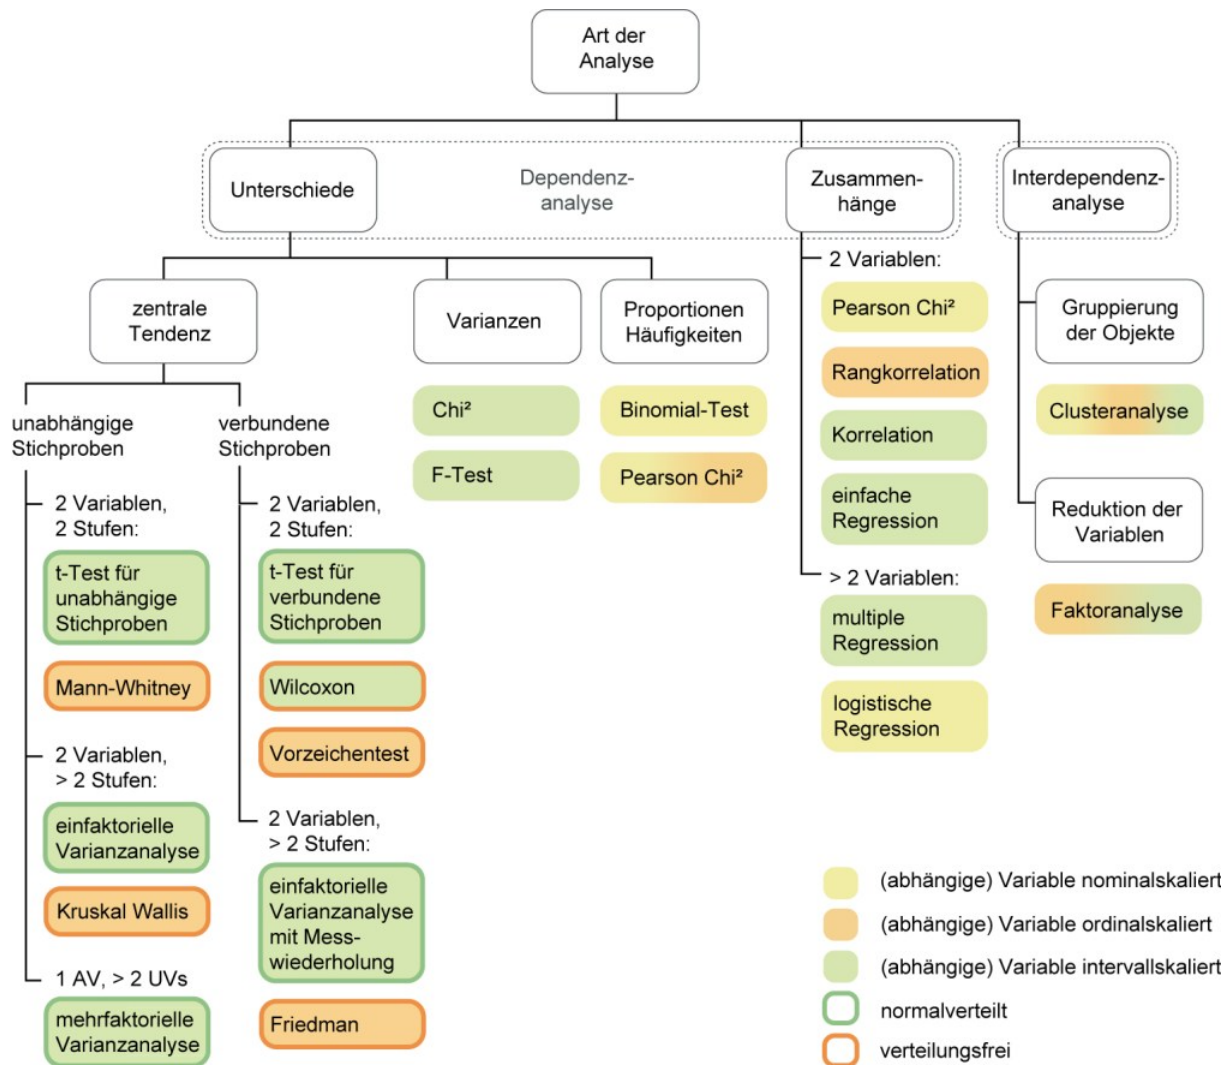 Art der
Analyse
Unterschiede
Dependenz-
analyse
Zusammen-
hänge
Interdependenz-
analyse
zentrale
Tendenz
Varianzen
Proportionen
Häufigkeiten
unabhängige
Stichproben
2 Variablen,
2 Stufen:
t-Test für
unabhängige
Stichproben
Mann-Whitney
2 Variablen,
> 2 Stufen:
einfaktorielle
Varianzanalyse
Kruskal Wallis
1 AV, > 2 UVs
mehrfaktorielle
Varianzanalyse
verbundene
Stichproben
2 Variablen,
2 Stufen:
t-Test für
verbundene
Stichproben
Wilcoxon
Vorzeichentest
2 Variablen,
> 2 Stufen:
einfaktorielle
Varianzanalyse
mit Mess-
wiederholung
Friedman
Chi²
F-Test
Binomial-Test
Pearson Chi²
2 Variablen:
Pearson Chi²
Rangkorrelation
Korrelation
einfache
Regression
> 2 Variablen:
multiple
Regression
logistische
Regression
Gruppierung
der Objekte
Clusteranalyse
Reduktion der
Variablen
Faktoranalyse
(abhängige) Variable nominalskaliert
(abhängige) Variable ordinalskaliert
(abhängige) Variable intervallskaliert
normalverteilt
verteilungsfrei